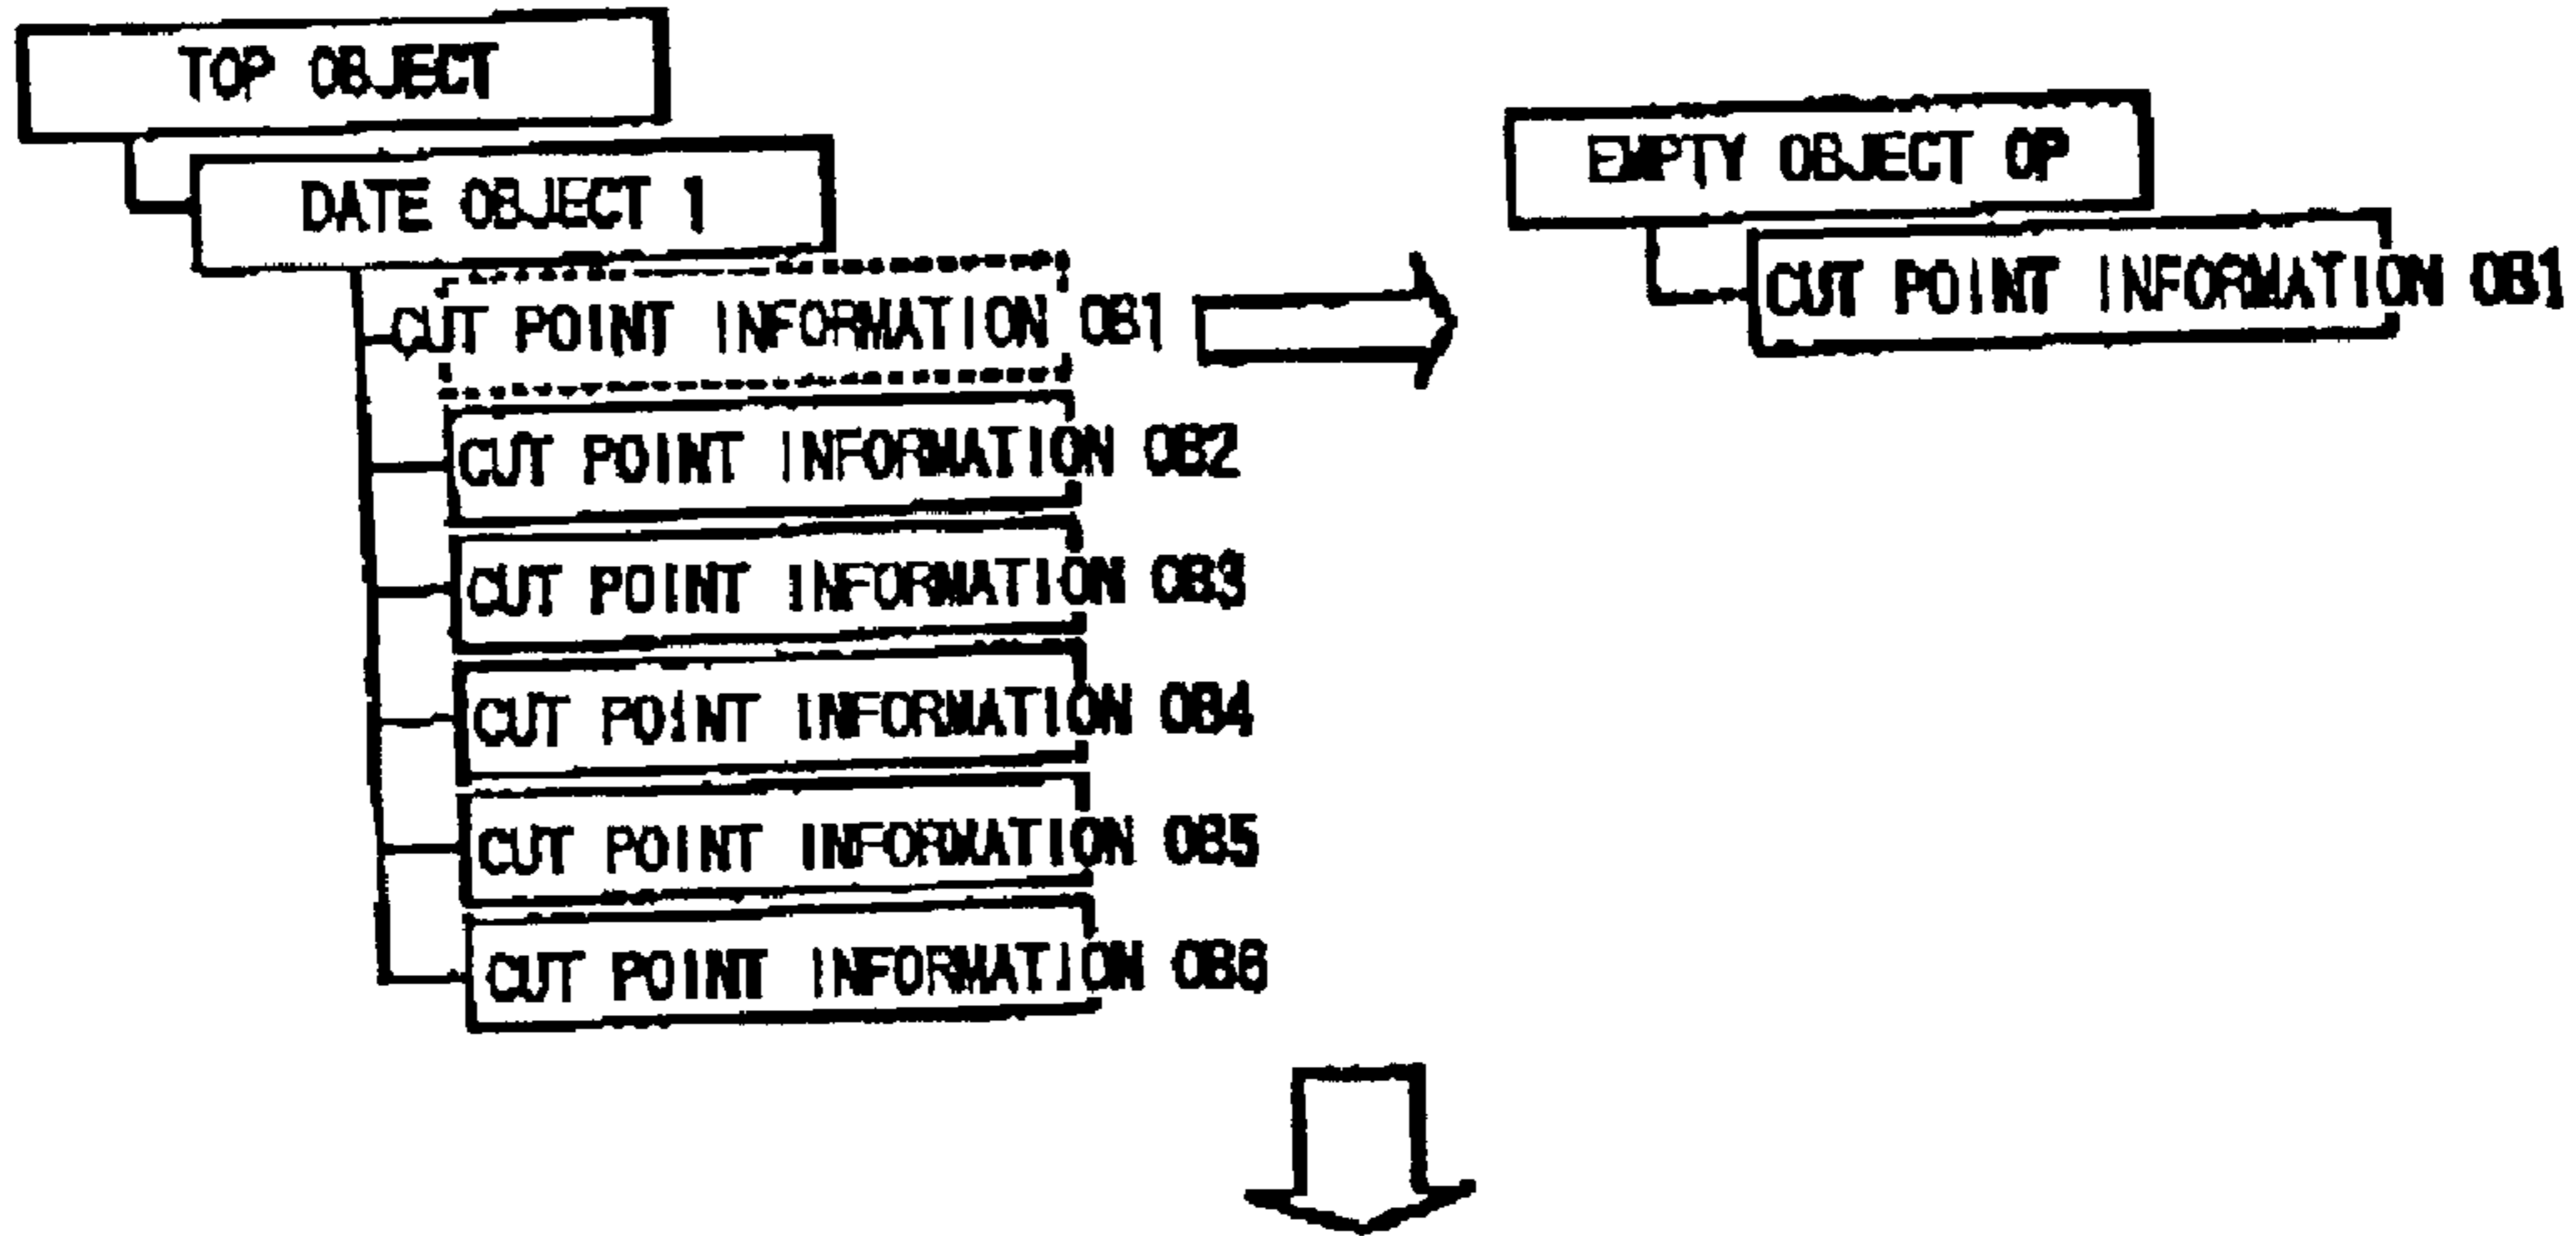 TOP OBJECT
DATE OBJECT 1
CUT POINT INFORMATION OB1
CUT POINT INFORMATION OB2
CUT POINT INFORMATION OB3
CUT POINT INFORMATION OB4
CUT POINT INFORMATION OB5
CUT POINT INFORMATION OB6
EMPTY OBJECT OP
CUT POINT INFORMATION OB1